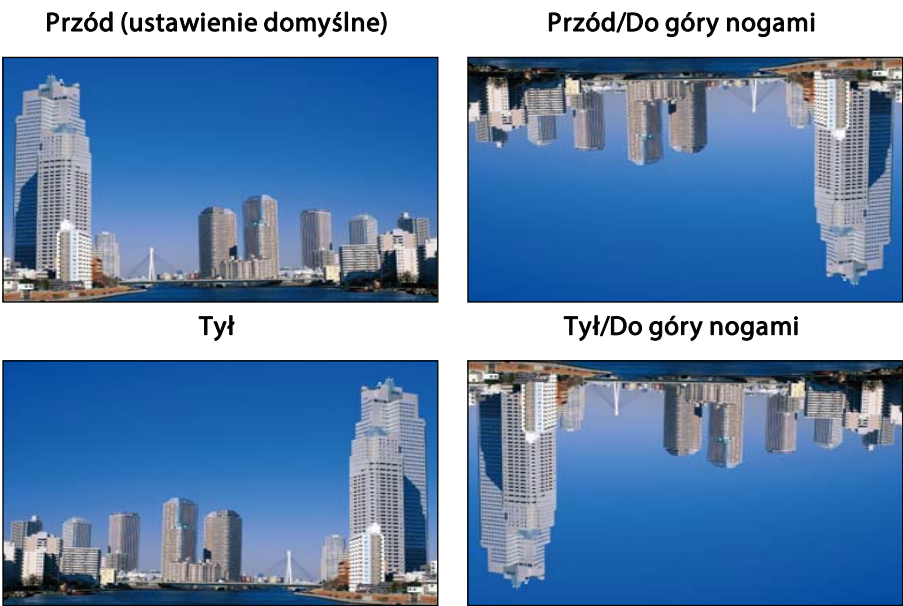 Przód (ustawienie domyślne)
Przód/Do góry nogami
Tył
Tył/Do góry nogami